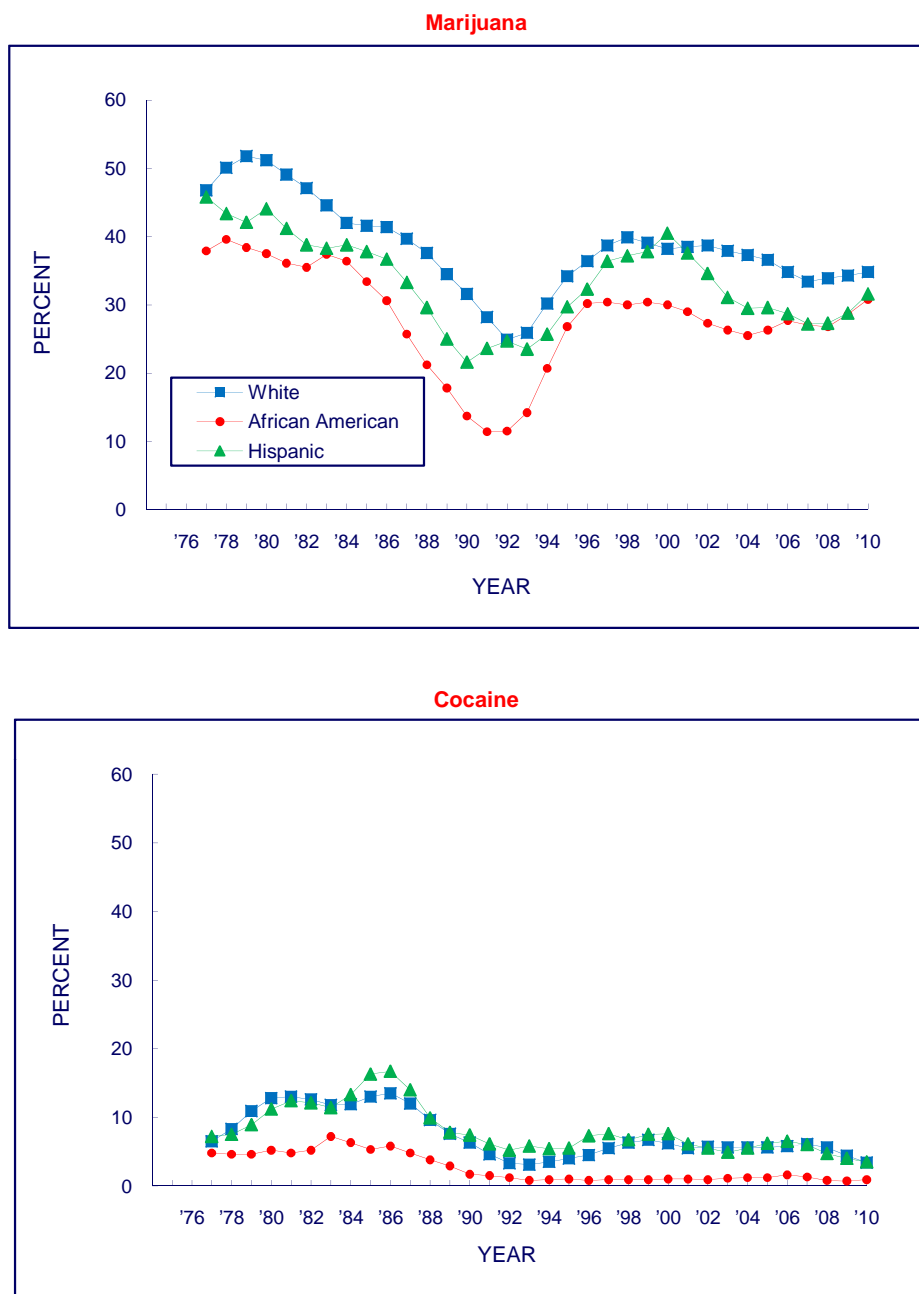 Marijuana
60
50
40
30
20
10
0
PERCENT
White
African American
Hispanic
’76 ’78 ’80 ’82 ’84 ’86 ’88 ’90 ’92 ’94 ’96 ’98 ’00 ’02 ’04 ’06 ’08 ’10
YEAR
Cocaine
60
50
40
30
20
10
0
PERCENT
’76 ’78 ’80 ’82 ’84 ’86 ’88 ’90 ’92 ’94 ’96 ’98 ’00 ’02 ’04 ’06 ’08 ’10
YEAR